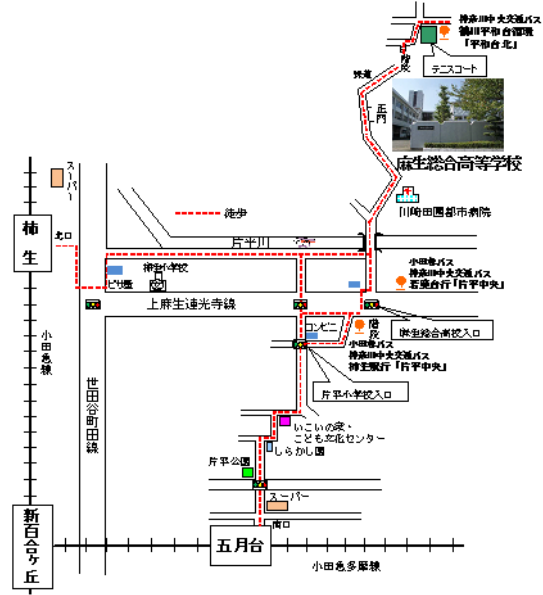 神奈川中央交通バス
鶴川平和台循環
「平和台北」
階段
テニスコート
正門
麻生総合高等学校
川崎田園都市病院
スーパー
徒歩
柿生
北口
片平川
柿生小学校
ピザ屋
小田急バス
神奈川中央交通バス
若葉台行「片平中央」
上麻生連光寺線
コンビニ
階段
麻生総合高校入口
小田急バス
神奈川中央交通バス
柿生駅行「片平中央」
小田急線
世田谷町田線
片平小学校入口
いこいの家・
こども文化センター
しらかし園
片平公園
スーパー
南口
新百合ヶ丘
五月台
小田急多摩線